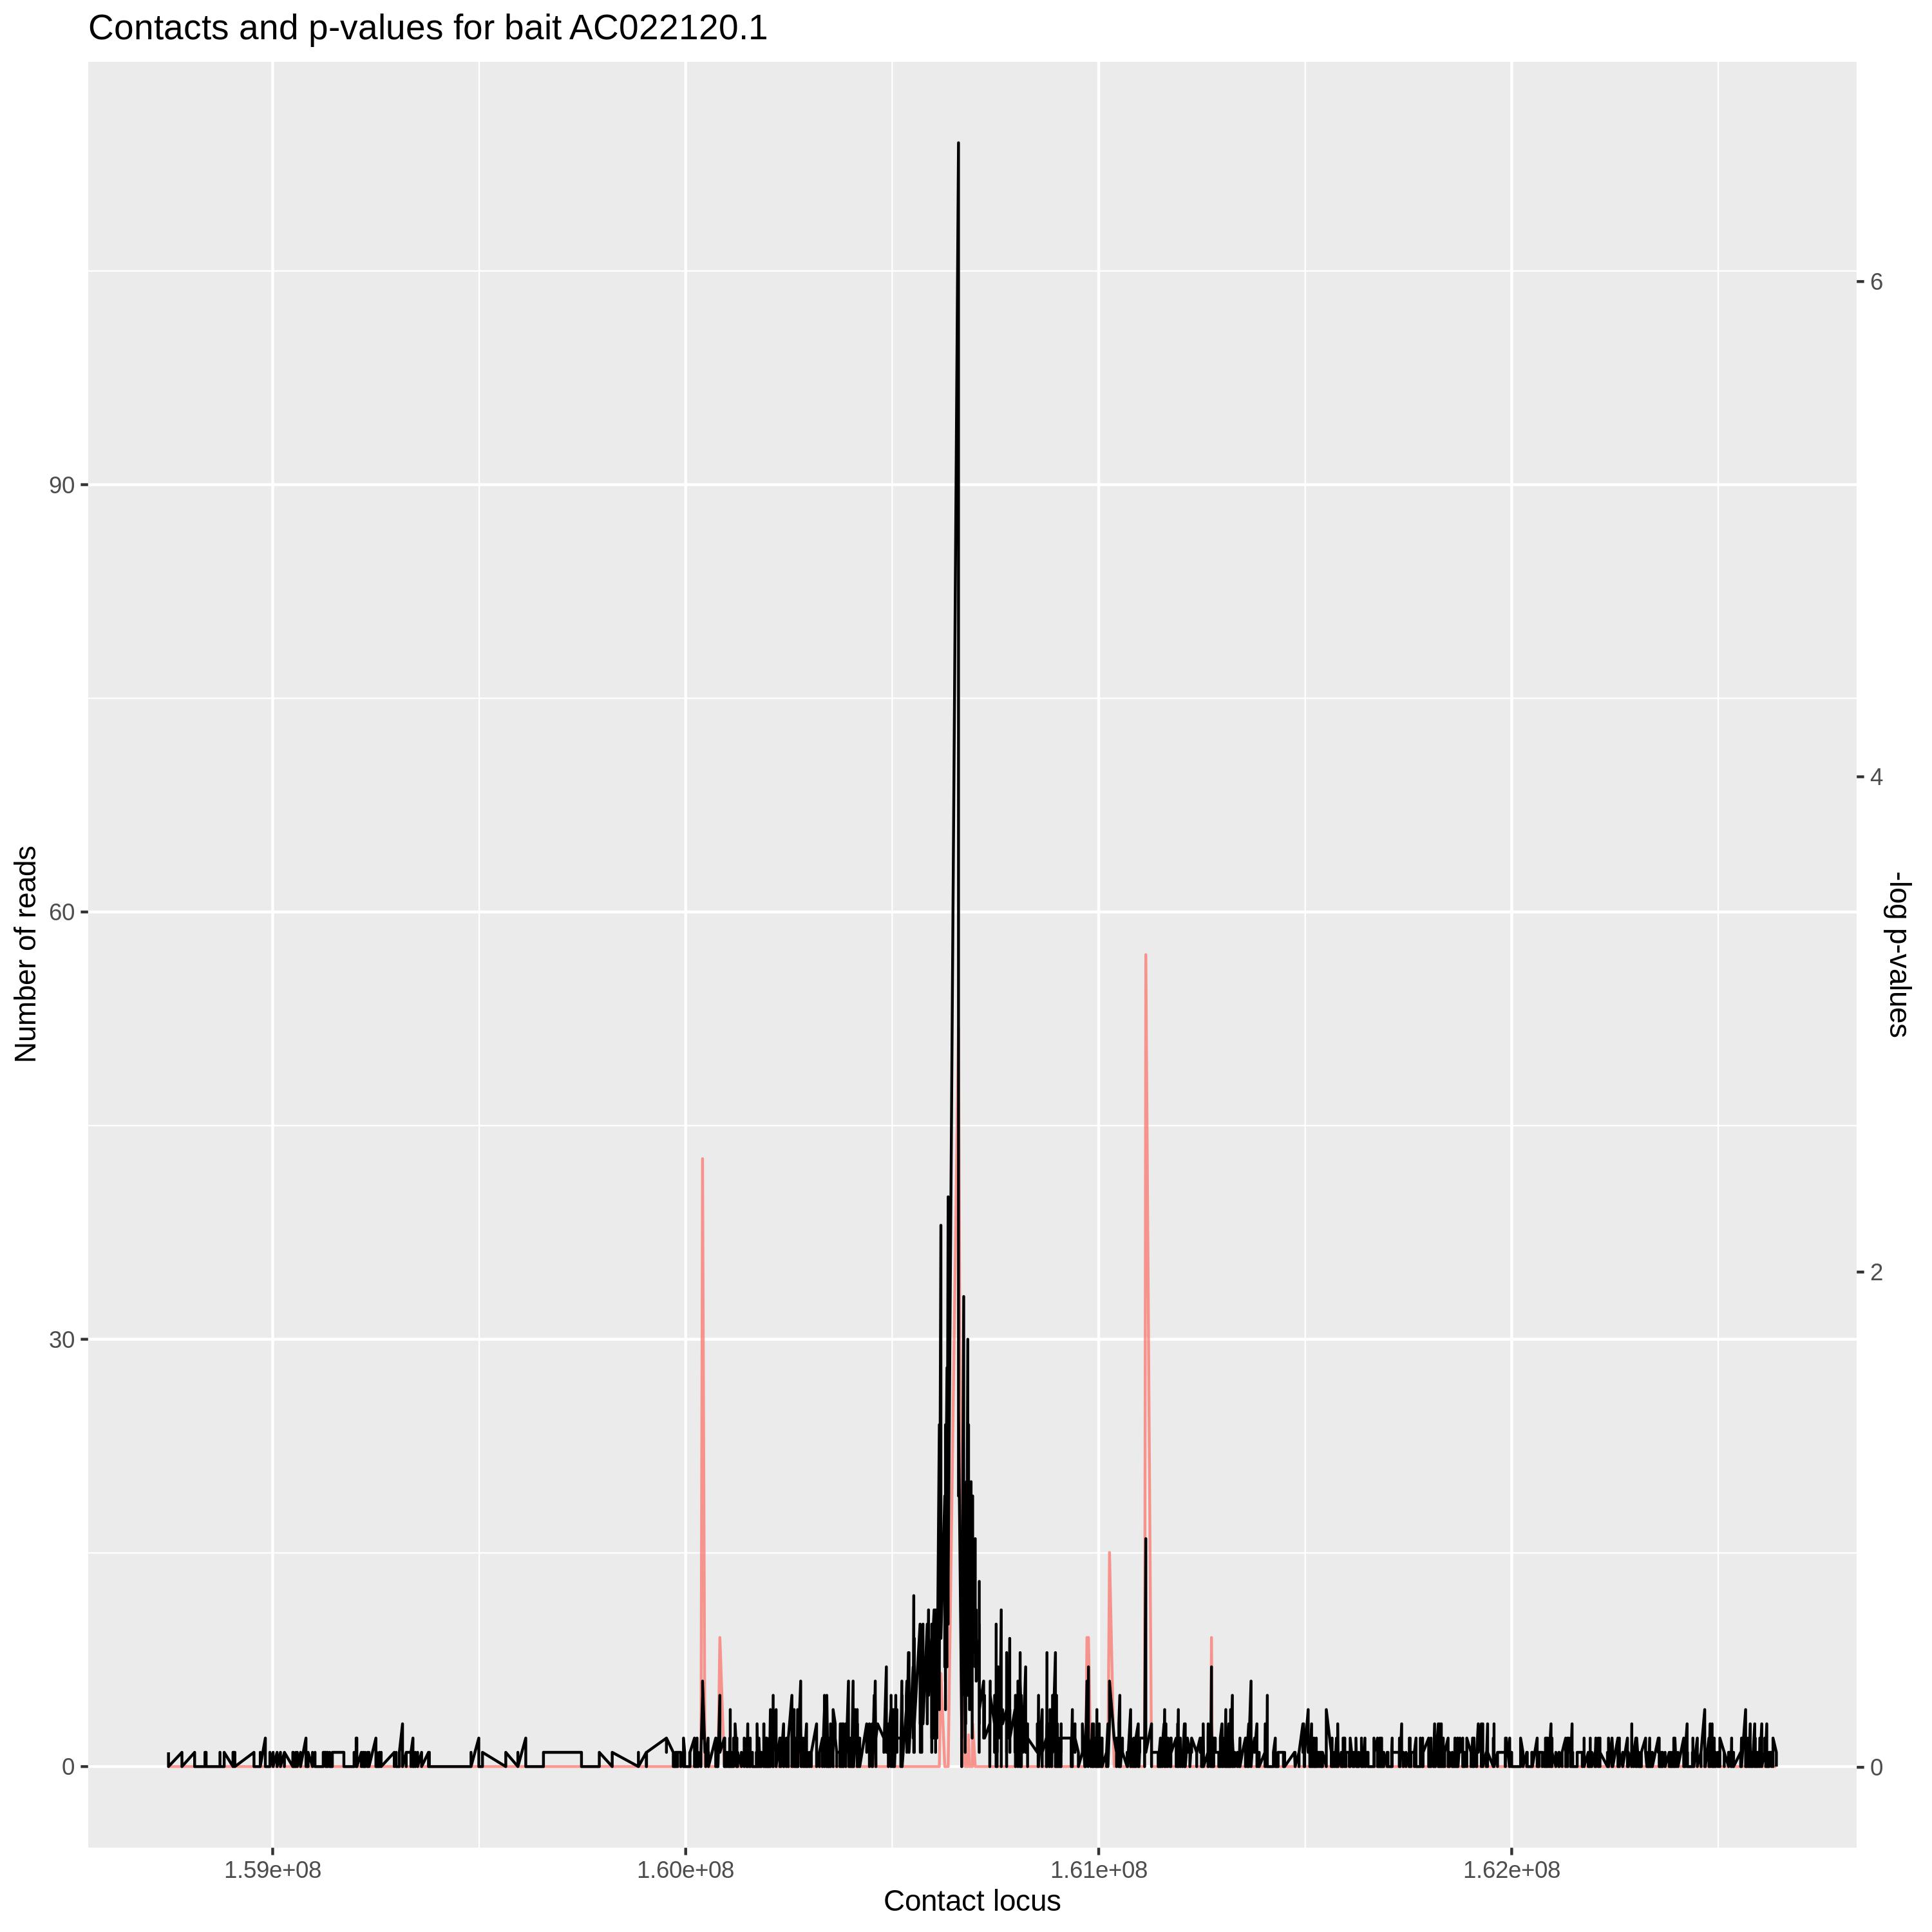 Contacts and p-values for bait AC022120.1
Number of reads
90
60
30
0
6
4
2
0
-log p-values
1.59e+08
1.60e+08
1.61e+08
1.62e+08
Contact locus